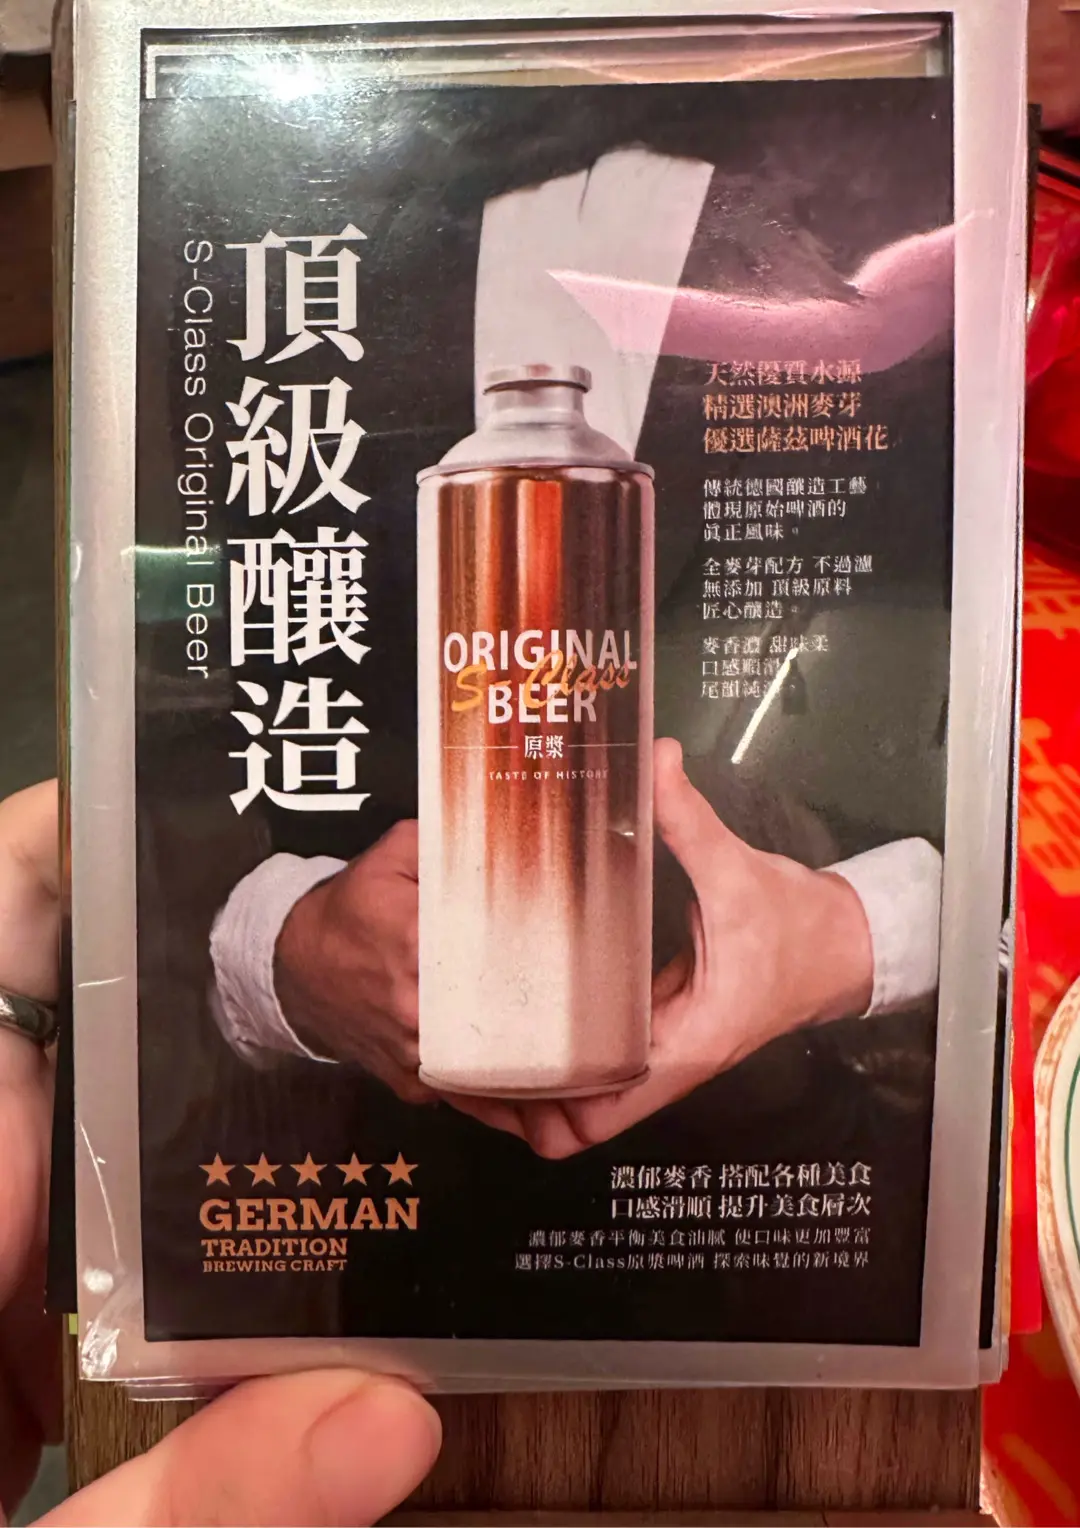 頂級釀造
S-Class Original Beer
天然優質水源
精選澳洲麥芽
優選薩茲啤酒花
傳統德國釀造工藝
體現原始啤酒的
真正風味。
全麥芽配方 不過濾
無添加 頂級原料
匠心釀造。
麥香濃 甜味柔
口感順滑
尾韻純
ORIGINAL
S-Class
BEER
原漿
TASTE OF HISTORY
★★★★★
GERMAN
TRADITION
BREWING CRAFT
濃郁麥香 搭配各種美食
口感滑順 提升美食層次
濃郁麥香平衡美食油膩 使口味更加豐富
選擇S-Class原漿啤酒 探索味覺的新境界